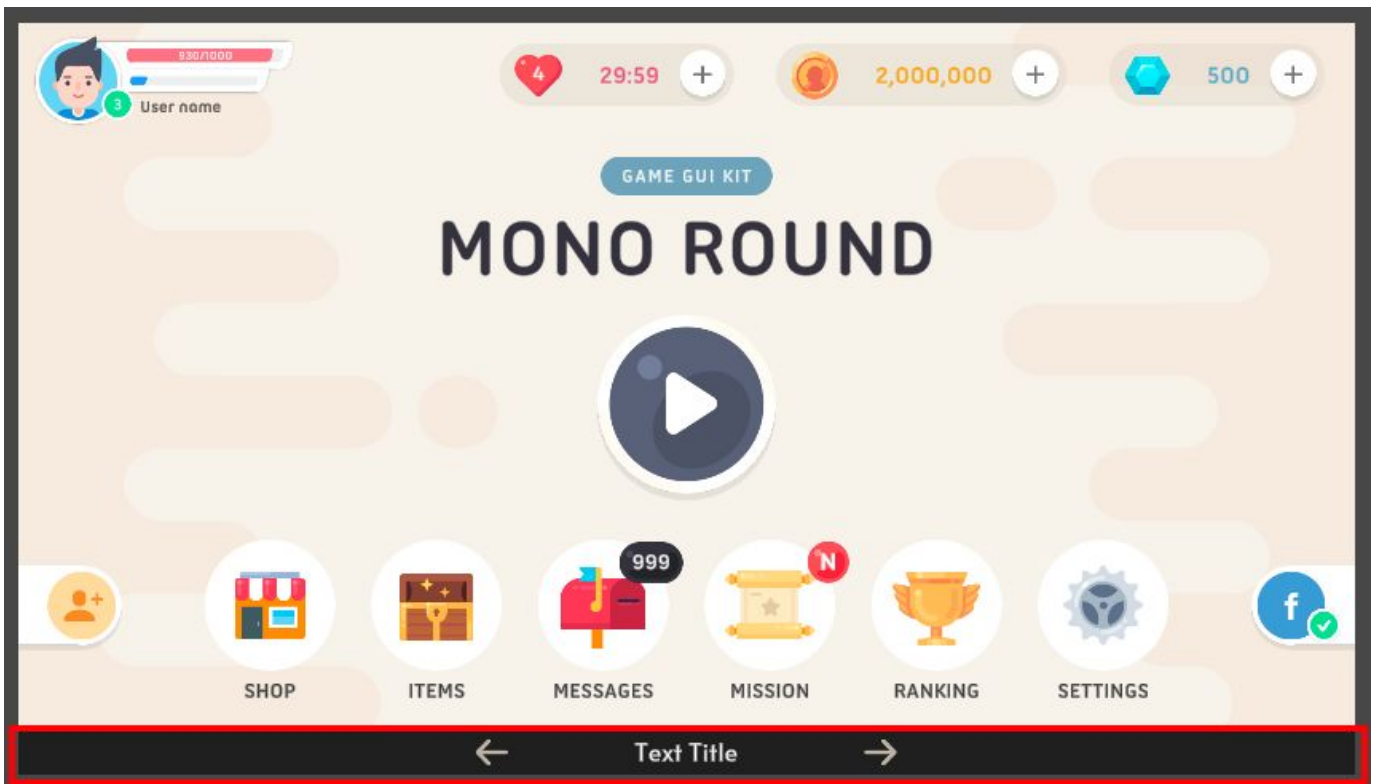 930/1000
3
User name
4
29:59
+
2,000,000
+
500
+
GAME GUI KIT
MONO ROUND
999
N
f
SHOP
ITEMS
MESSAGES
MISSION
RANKING
SETTINGS
← Text Title →